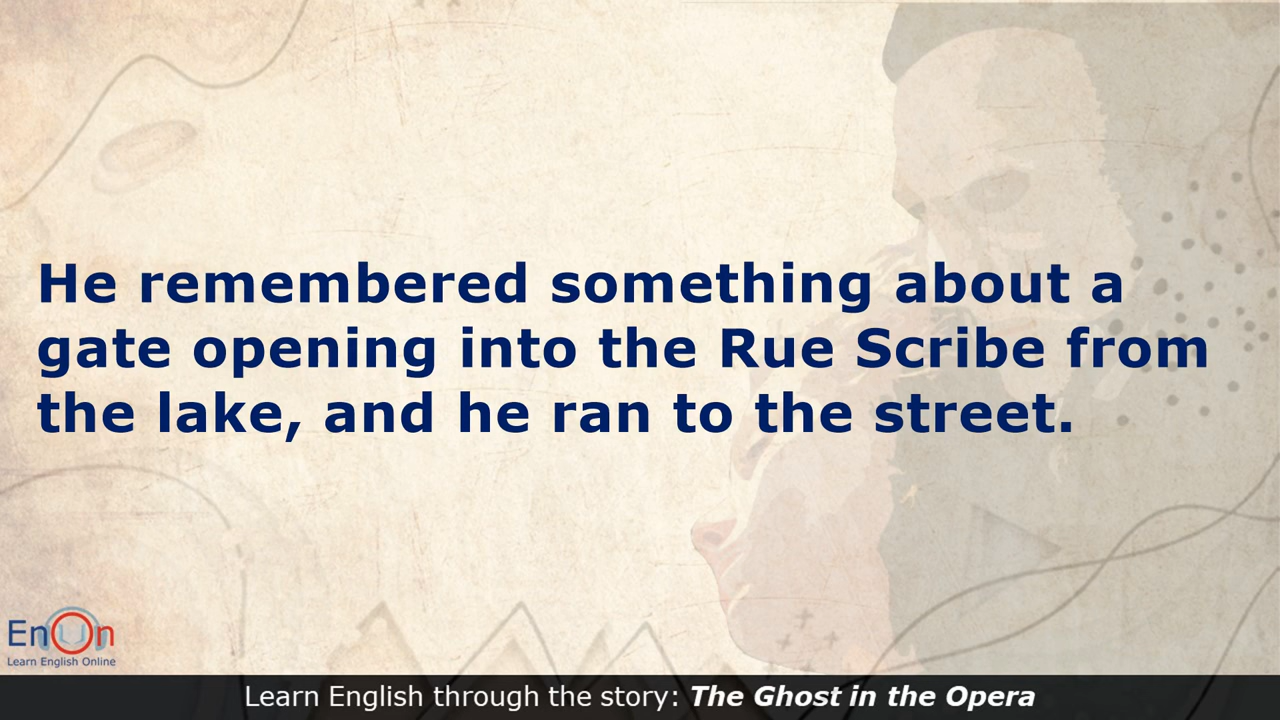 He remembered something about a
gate opening into the Rue Scribe from
the lake, and he ran to the street.
EnOn
Learn English Online
Learn English through the story: The Ghost in the Opera